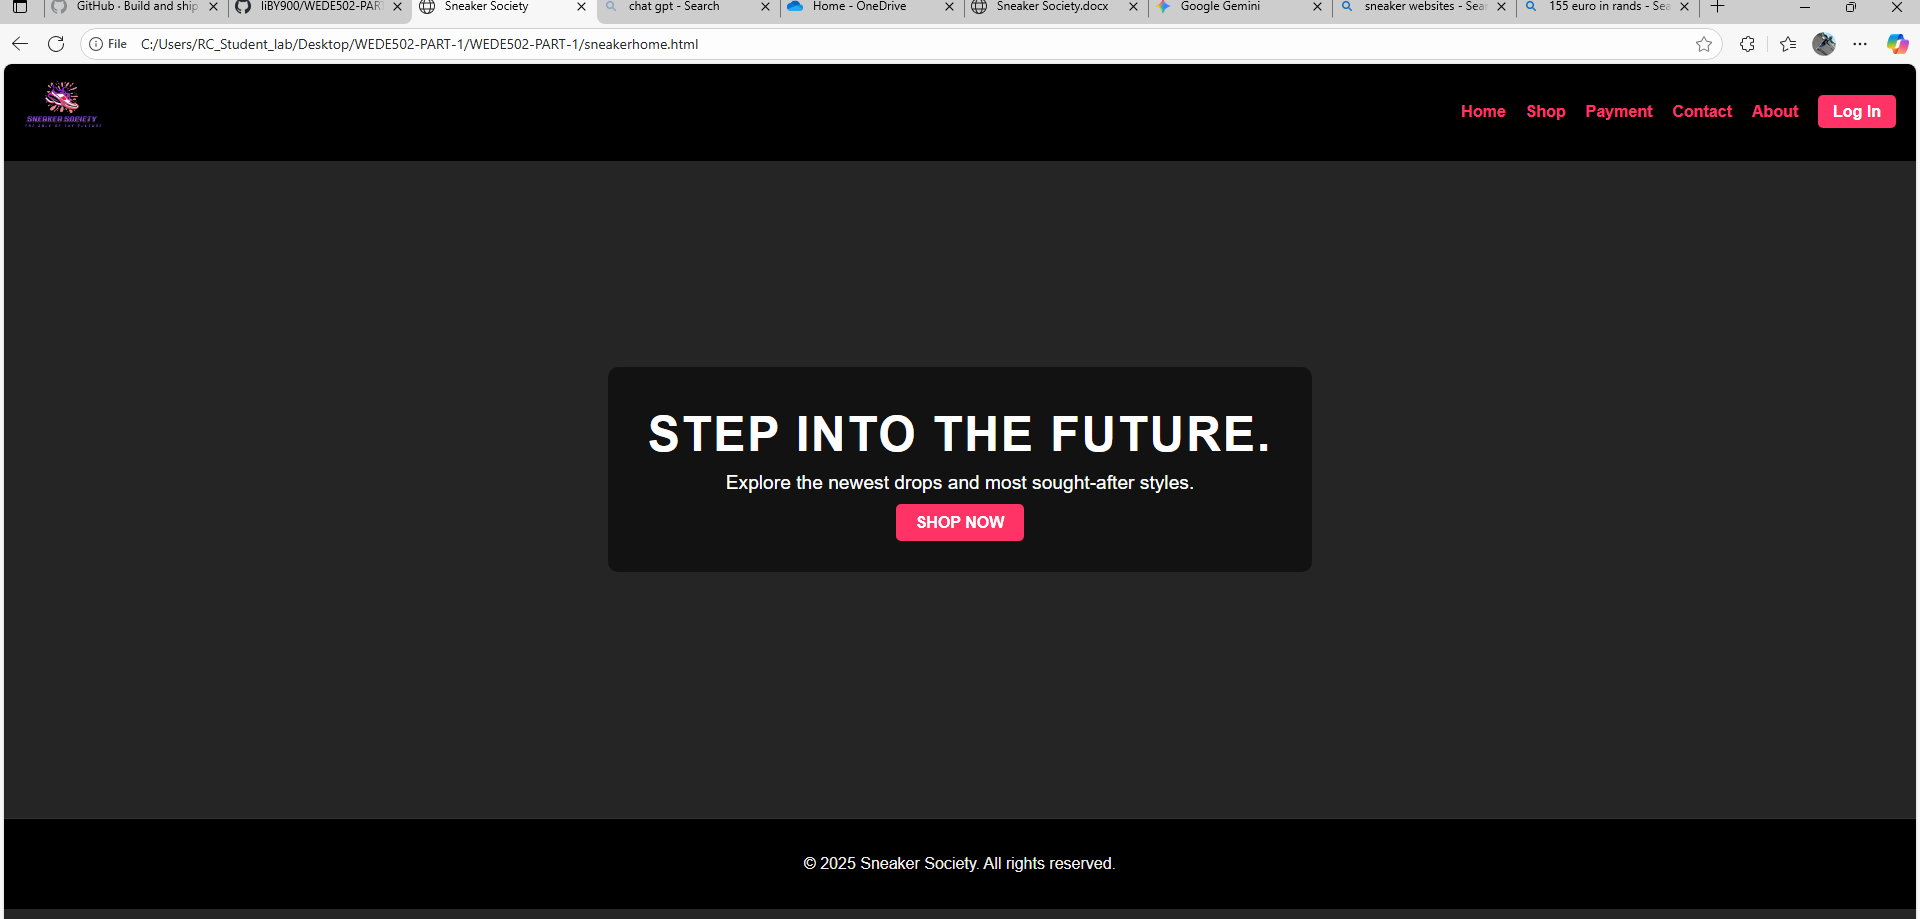 GitHub · Build and ship
liBY900/WEDE502-PART
Sneaker Society
chat gpt - Search
Home - OneDrive
Sneaker Society.docx
Google Gemini
sneaker websites - Sea
155 euro in rands - Sea
File
C:/Users/RC_Student_lab/Desktop/WEDE502-PART-1/WEDE502-PART-1/sneakerhome.html
SNEAKER SOCIETY
Home
Shop
Payment
Contact
About
Log In
STEP INTO THE FUTURE.
Explore the newest drops and most sought-after styles.
SHOP NOW
© 2025 Sneaker Society. All rights reserved.